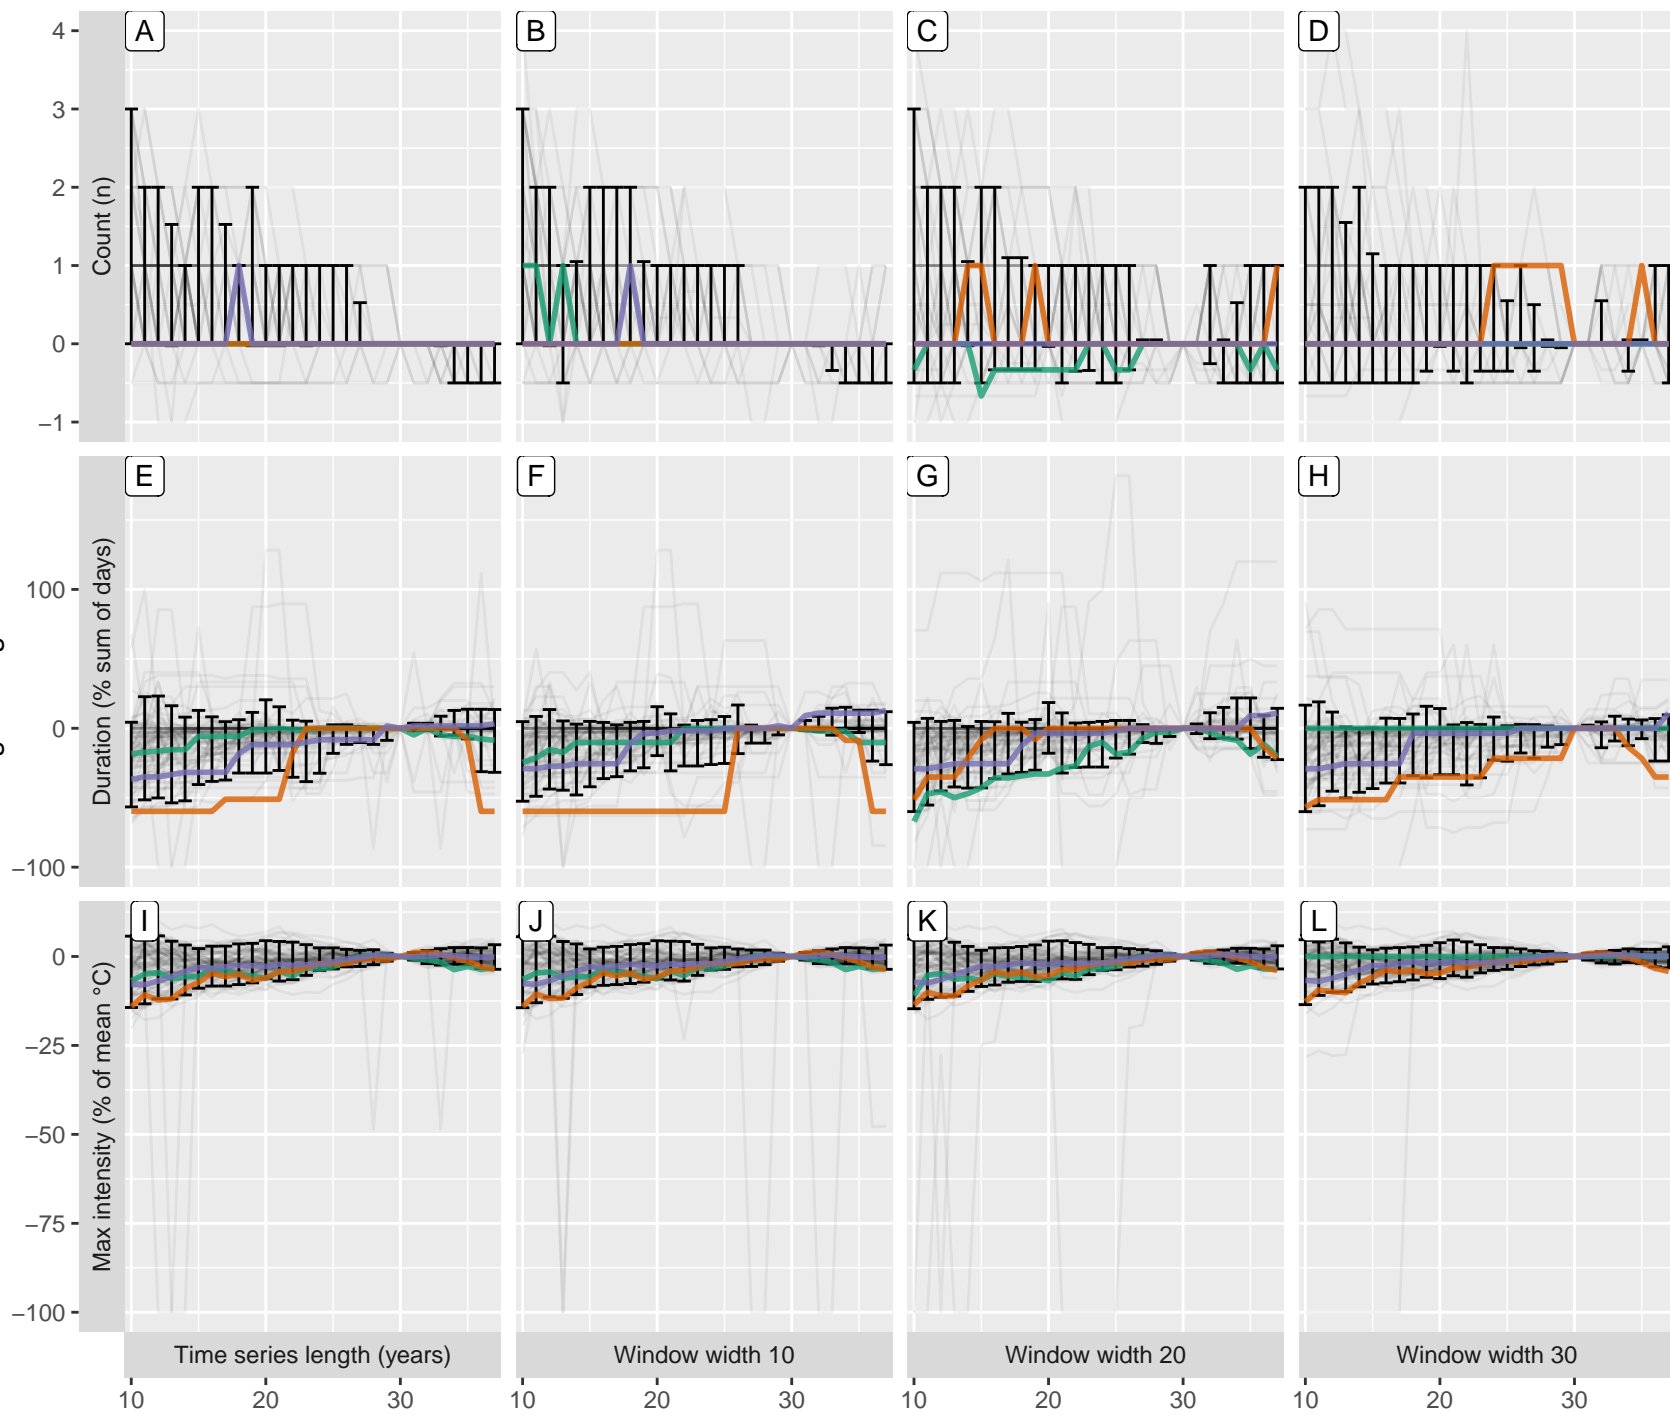 A B C D
4
3
2
1
0
−1
Count (n)
E F G H
100
0
−100
Duration (% sum of days)
I J K L
0
−25
−50
−75
−100
Max intensity (% of mean °C)
Time series length (years) Window width 10 Window width 20 Window width 30
10 20 30 10 20 30 10 20 30 10 20 30